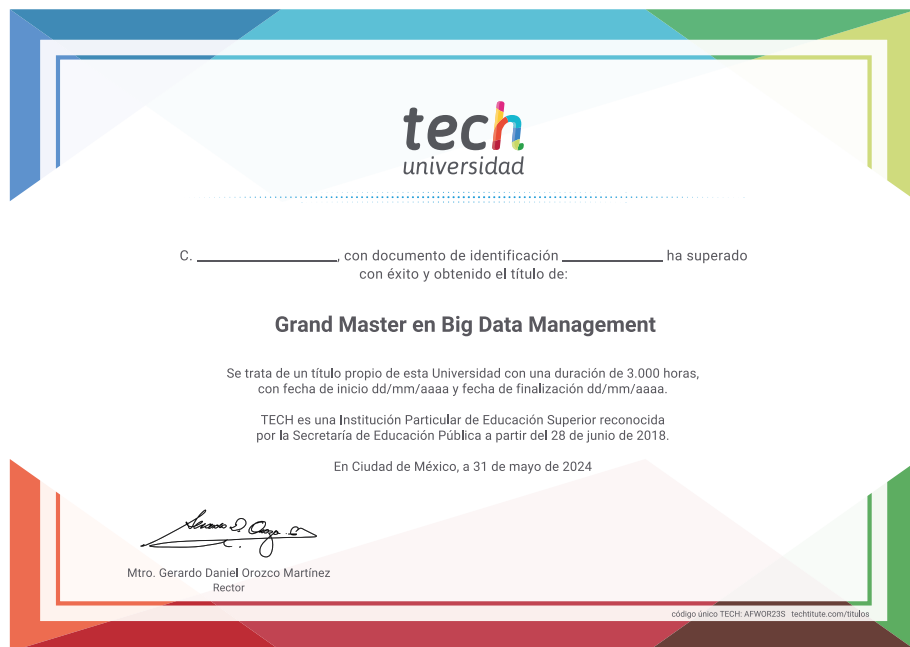 tech
universidad
C. ____________________, con documento de identificación ______________ ha superado
con éxito y obtenido el título de:
Grand Master en Big Data Management
Se trata de un título propio de esta Universidad con una duración de 3.000 horas,
con fecha de inicio dd/mm/aaaa y fecha de finalización dd/mm/aaaa.
TECH es una Institución Particular de Educación Superior reconocida
por la Secretaría de Educación Pública a partir del 28 de junio de 2018.
En Ciudad de México, a 31 de mayo de 2024
Mtro. Gerardo Daniel Orozco Martínez
Rector
código único TECH: AFWOR23S techtitute.com/titulos